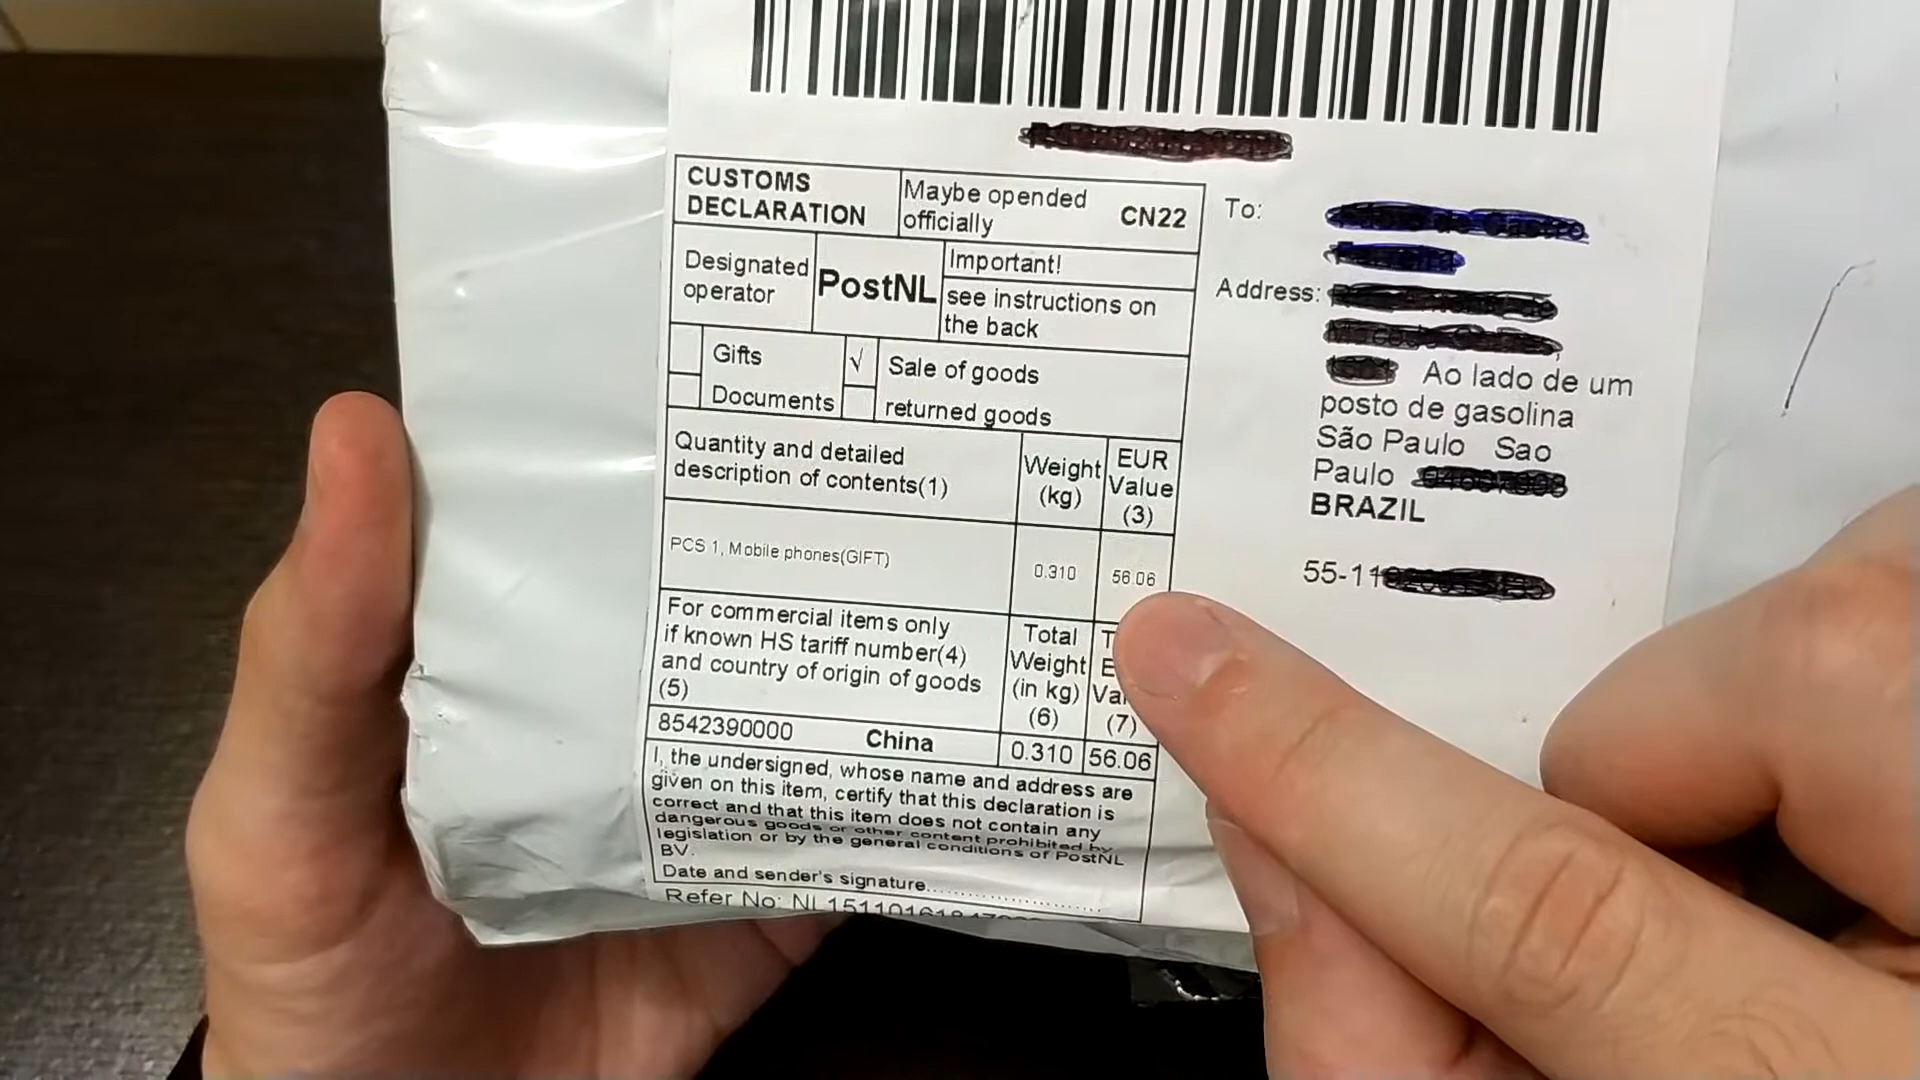 CUSTOMS
DECLARATION
Maybe opended
officially
CN22
Designated
operator
PostNL
Important!
see instructions on
the back
Gifts
√
Sale of goods
Documents
returned goods
Quantity and detailed
description of contents(1)
Weight
(kg)
EUR
Value
(3)
PCS 1, Mobile phones(GIFT)
0.310
56.06
For commercial items only
if known HS tariff number(4)
and country of origin of goods
(5)
Total
Weight
(in kg)
(6)
(7)
8542390000
China
0.310
56.06
I, the undersigned, whose name and address are
given on this item, certify that this declaration is
correct and that this item does not contain any
dangerous goods or other content prohibited by
legislation or by the general conditions of PostNL
BV.
Date and sender's signature..........................
Refer No:
To:
Address:
Ao lado de um
posto de gasolina
São Paulo Sao
Paulo
BRAZIL
55-11